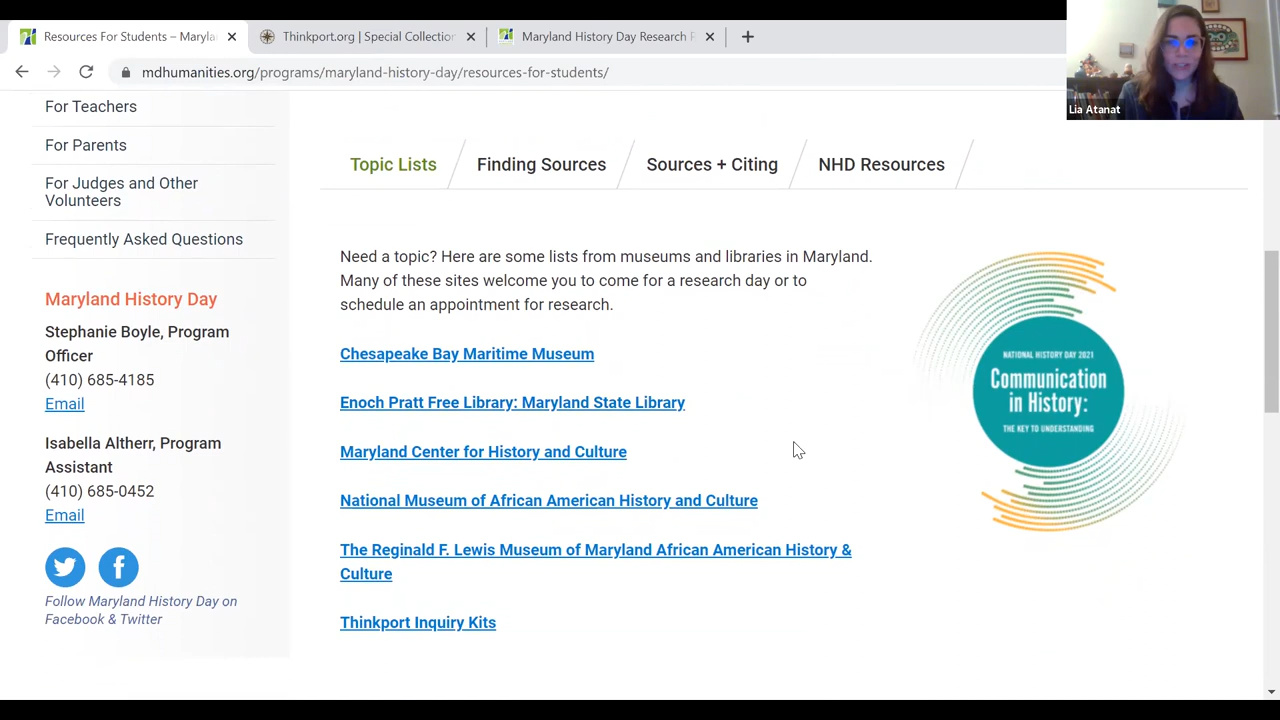 Resources For Students – Maryla
Thinkport.org | Special Collection
Maryland History Day Research P
mdhumanities.org/programs/maryland-history-day/resources-for-students/
Lia Atanat
For Teachers
For Parents
For Judges and Other
Volunteers
Frequently Asked Questions
Maryland History Day
Stephanie Boyle, Program
Officer
(410) 685-4185
Email
Isabella Altherr, Program
Assistant
(410) 685-0452
Email
Follow Maryland History Day on
Facebook & Twitter
Topic Lists
Finding Sources
Sources + Citing
NHD Resources
Need a topic? Here are some lists from museums and libraries in Maryland.
Many of these sites welcome you to come for a research day or to
schedule an appointment for research.
Chesapeake Bay Maritime Museum
Enoch Pratt Free Library: Maryland State Library
Maryland Center for History and Culture
National Museum of African American History and Culture
The Reginald F. Lewis Museum of Maryland African American History &
Culture
Thinkport Inquiry Kits
NATIONAL HISTORY DAY 2021
Communication
in History:
THE KEY TO UNDERSTANDING